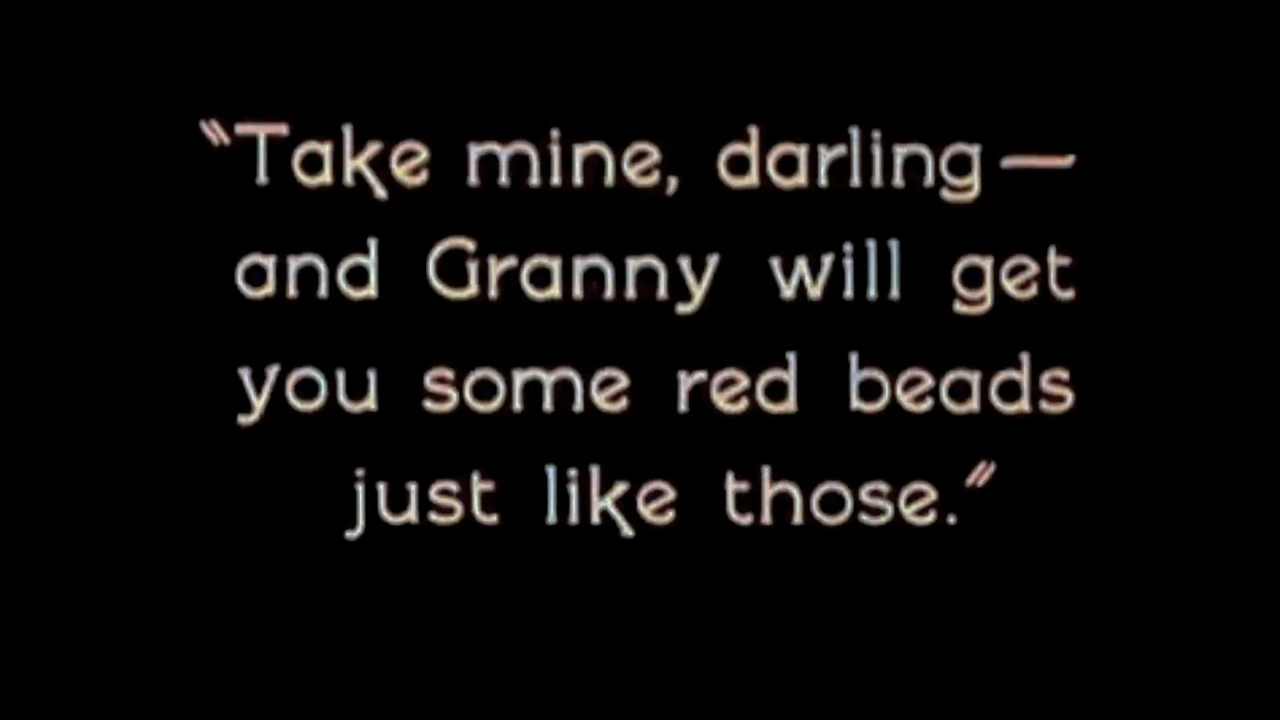 "Take mine, darling—
and Granny will get
you some red beads
just like those."